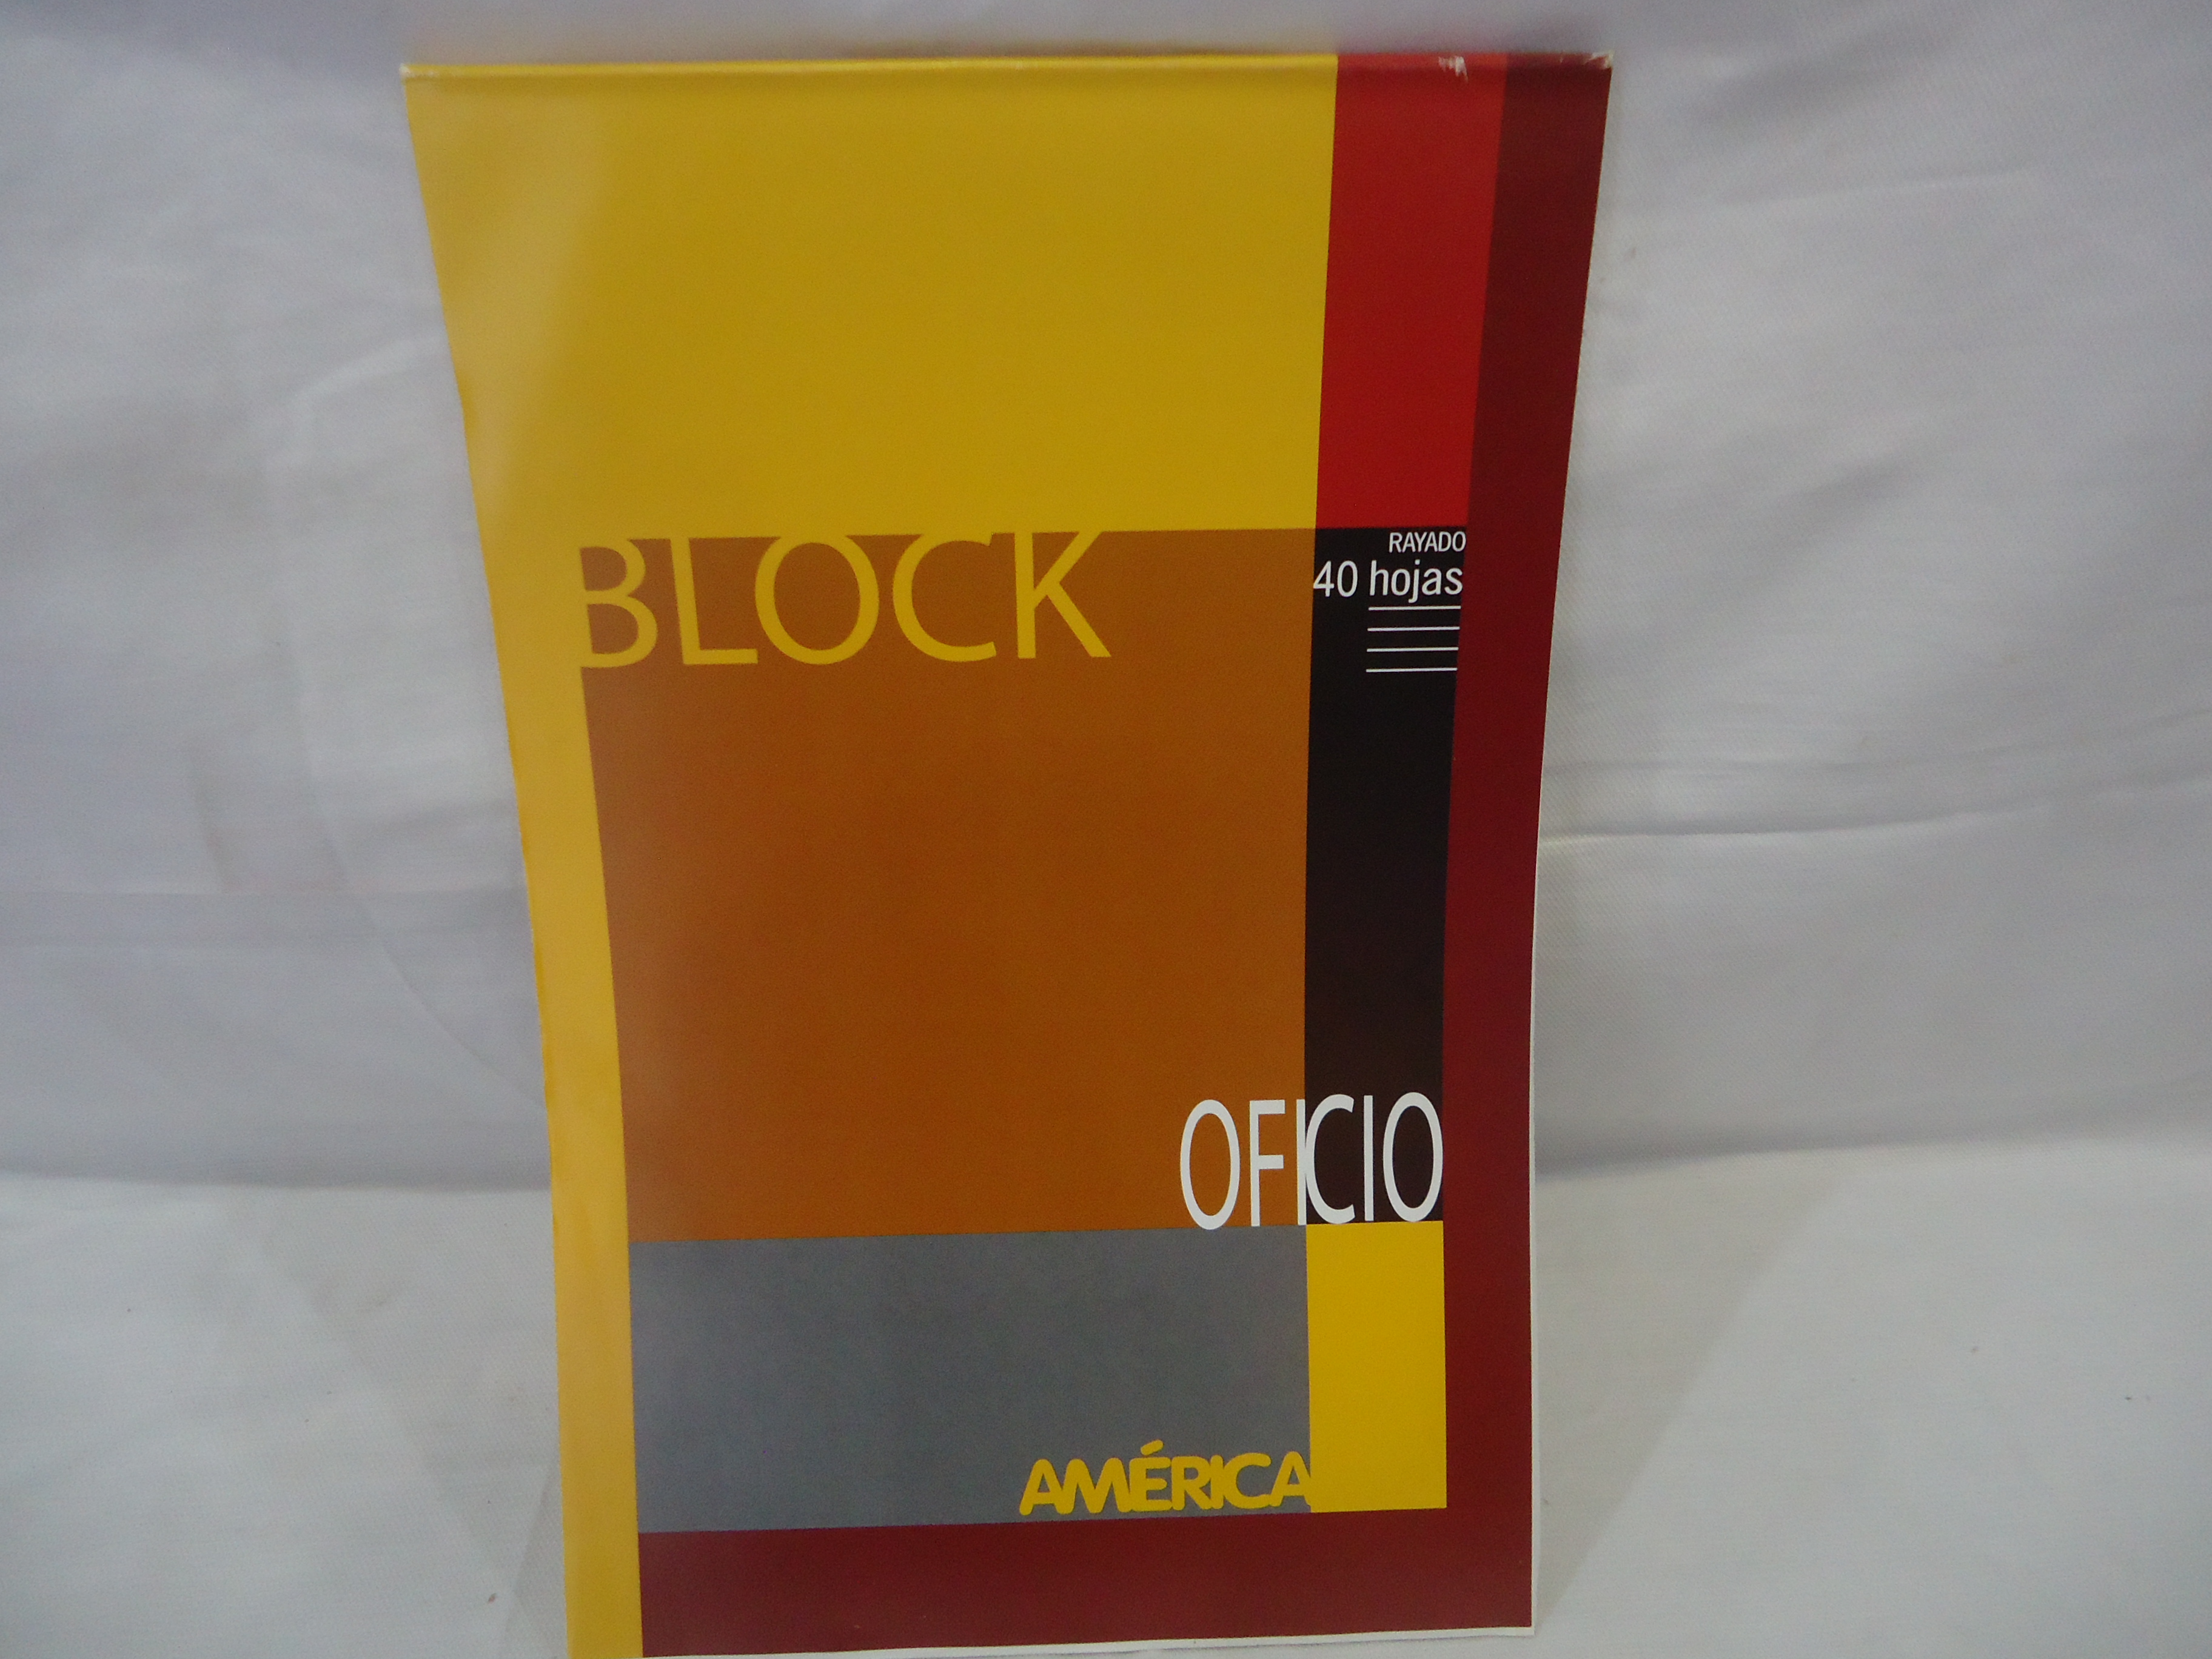 BLOCK
RAYADO
40 hojas
OFICIO
AMÉRICA